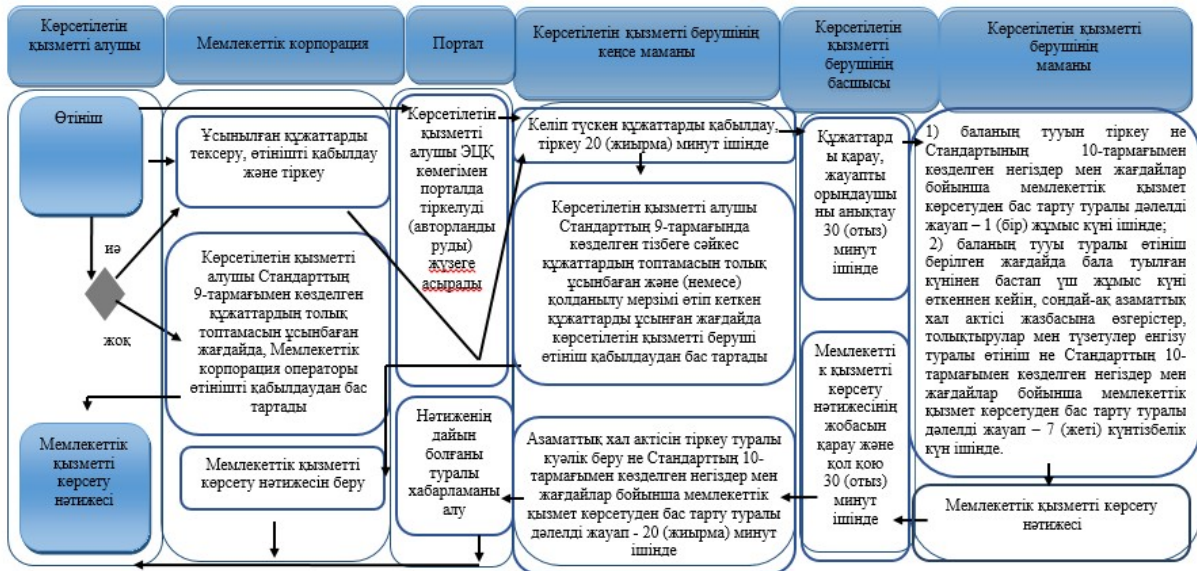 Көрсетілетін
қызметті алушы
Мемлекеттік корпорация
Портал
Көрсетілетін қызметті берушінің
кеңсе маманы
Көрсетілетін
қызметті
берушінің
басшысы
Көрсетілетін қызметті
берушінің
маманы
Өтініш
иә
жоқ
Мемлекеттік
қызметті
көрсету
нәтижесі
Ұсынылған құжаттарды
тексеру, өтінішті қабылдау
және тіркеу
Көрсетілетін қызметті
алушы Стандарттың
9-тармағымен көзделген
құжаттардың толық
топтамасын ұсынбаған
жағдайда, Мемлекеттік
корпорация операторы
өтінішті қабылдаудан бас
тартады
Мемлекеттік қызметті
көрсету нәтижесін беру
Көрсетілетін
қызметті
алушы ЭЦҚ
көмегімен
порталда
тіркелуді
(авторланды
руды)
жүзеге
асырады
Нәтиженің
дайын
болғаны
туралы
хабарламаны
алу
Келіп түскен құжаттарды қабылдау,
тіркеу 20 (жиырма) минут ішінде
Көрсетілетін қызметті алушы
Стандарттың 9-тармағында
көзделген тізбеге сәйкес
құжаттардың топтамасын толық
ұсынбаған және (немесе)
қолданылу мерзімі өтіп кеткен
құжаттарды ұсынған жағдайда
көрсетілетін қызметті беруші
өтініш қабылдаудан бас тартады
Азаматтық хал актісін тіркеу туралы
куәлік беру не Стандарттың 10-
тармағымен көзделген негіздер мен
жағдайлар бойынша мемлекеттік
қызмет көрсетуден бас тарту туралы
дәлелді жауап - 20 (жиырма) минут
ішінде
Құжаттард
ы қарау,
жауапты
орындаушы
ны анықтау
30 (отыз)
минут
ішінде
Мемлекетті
к қызметті
көрсету
нәтижесінің
жобасын
қарау және
қол қою
30 (отыз)
минут
ішінде
1) баланың тууын тіркеу не
Стандартының 10-тармағымен
көзделген негіздер мен жағдайлар
бойынша мемлекеттік қызмет
көрсетуден бас тарту туралы дәлелді
жауап – 1 (бір) жұмыс күні ішінде;
2) баланың тууы туралы өтініш
берілген жағдайда бала туылған
күнінен бастап үш жұмыс күні
өткеннен кейін, сондай-ақ азаматтық
хал актісі жазбасына өзгерістер,
толықтырулар мен түзетулер енгізу
туралы өтініш не Стандарттың 10-
тармағымен көзделген негіздер мен
жағдайлар бойынша мемлекеттік
қызмет көрсетуден бас тарту туралы
дәлелді жауап – 7 (жеті) күнтізбелік
күн ішінде.
Мемлекеттік қызметті көрсету
нәтижесі